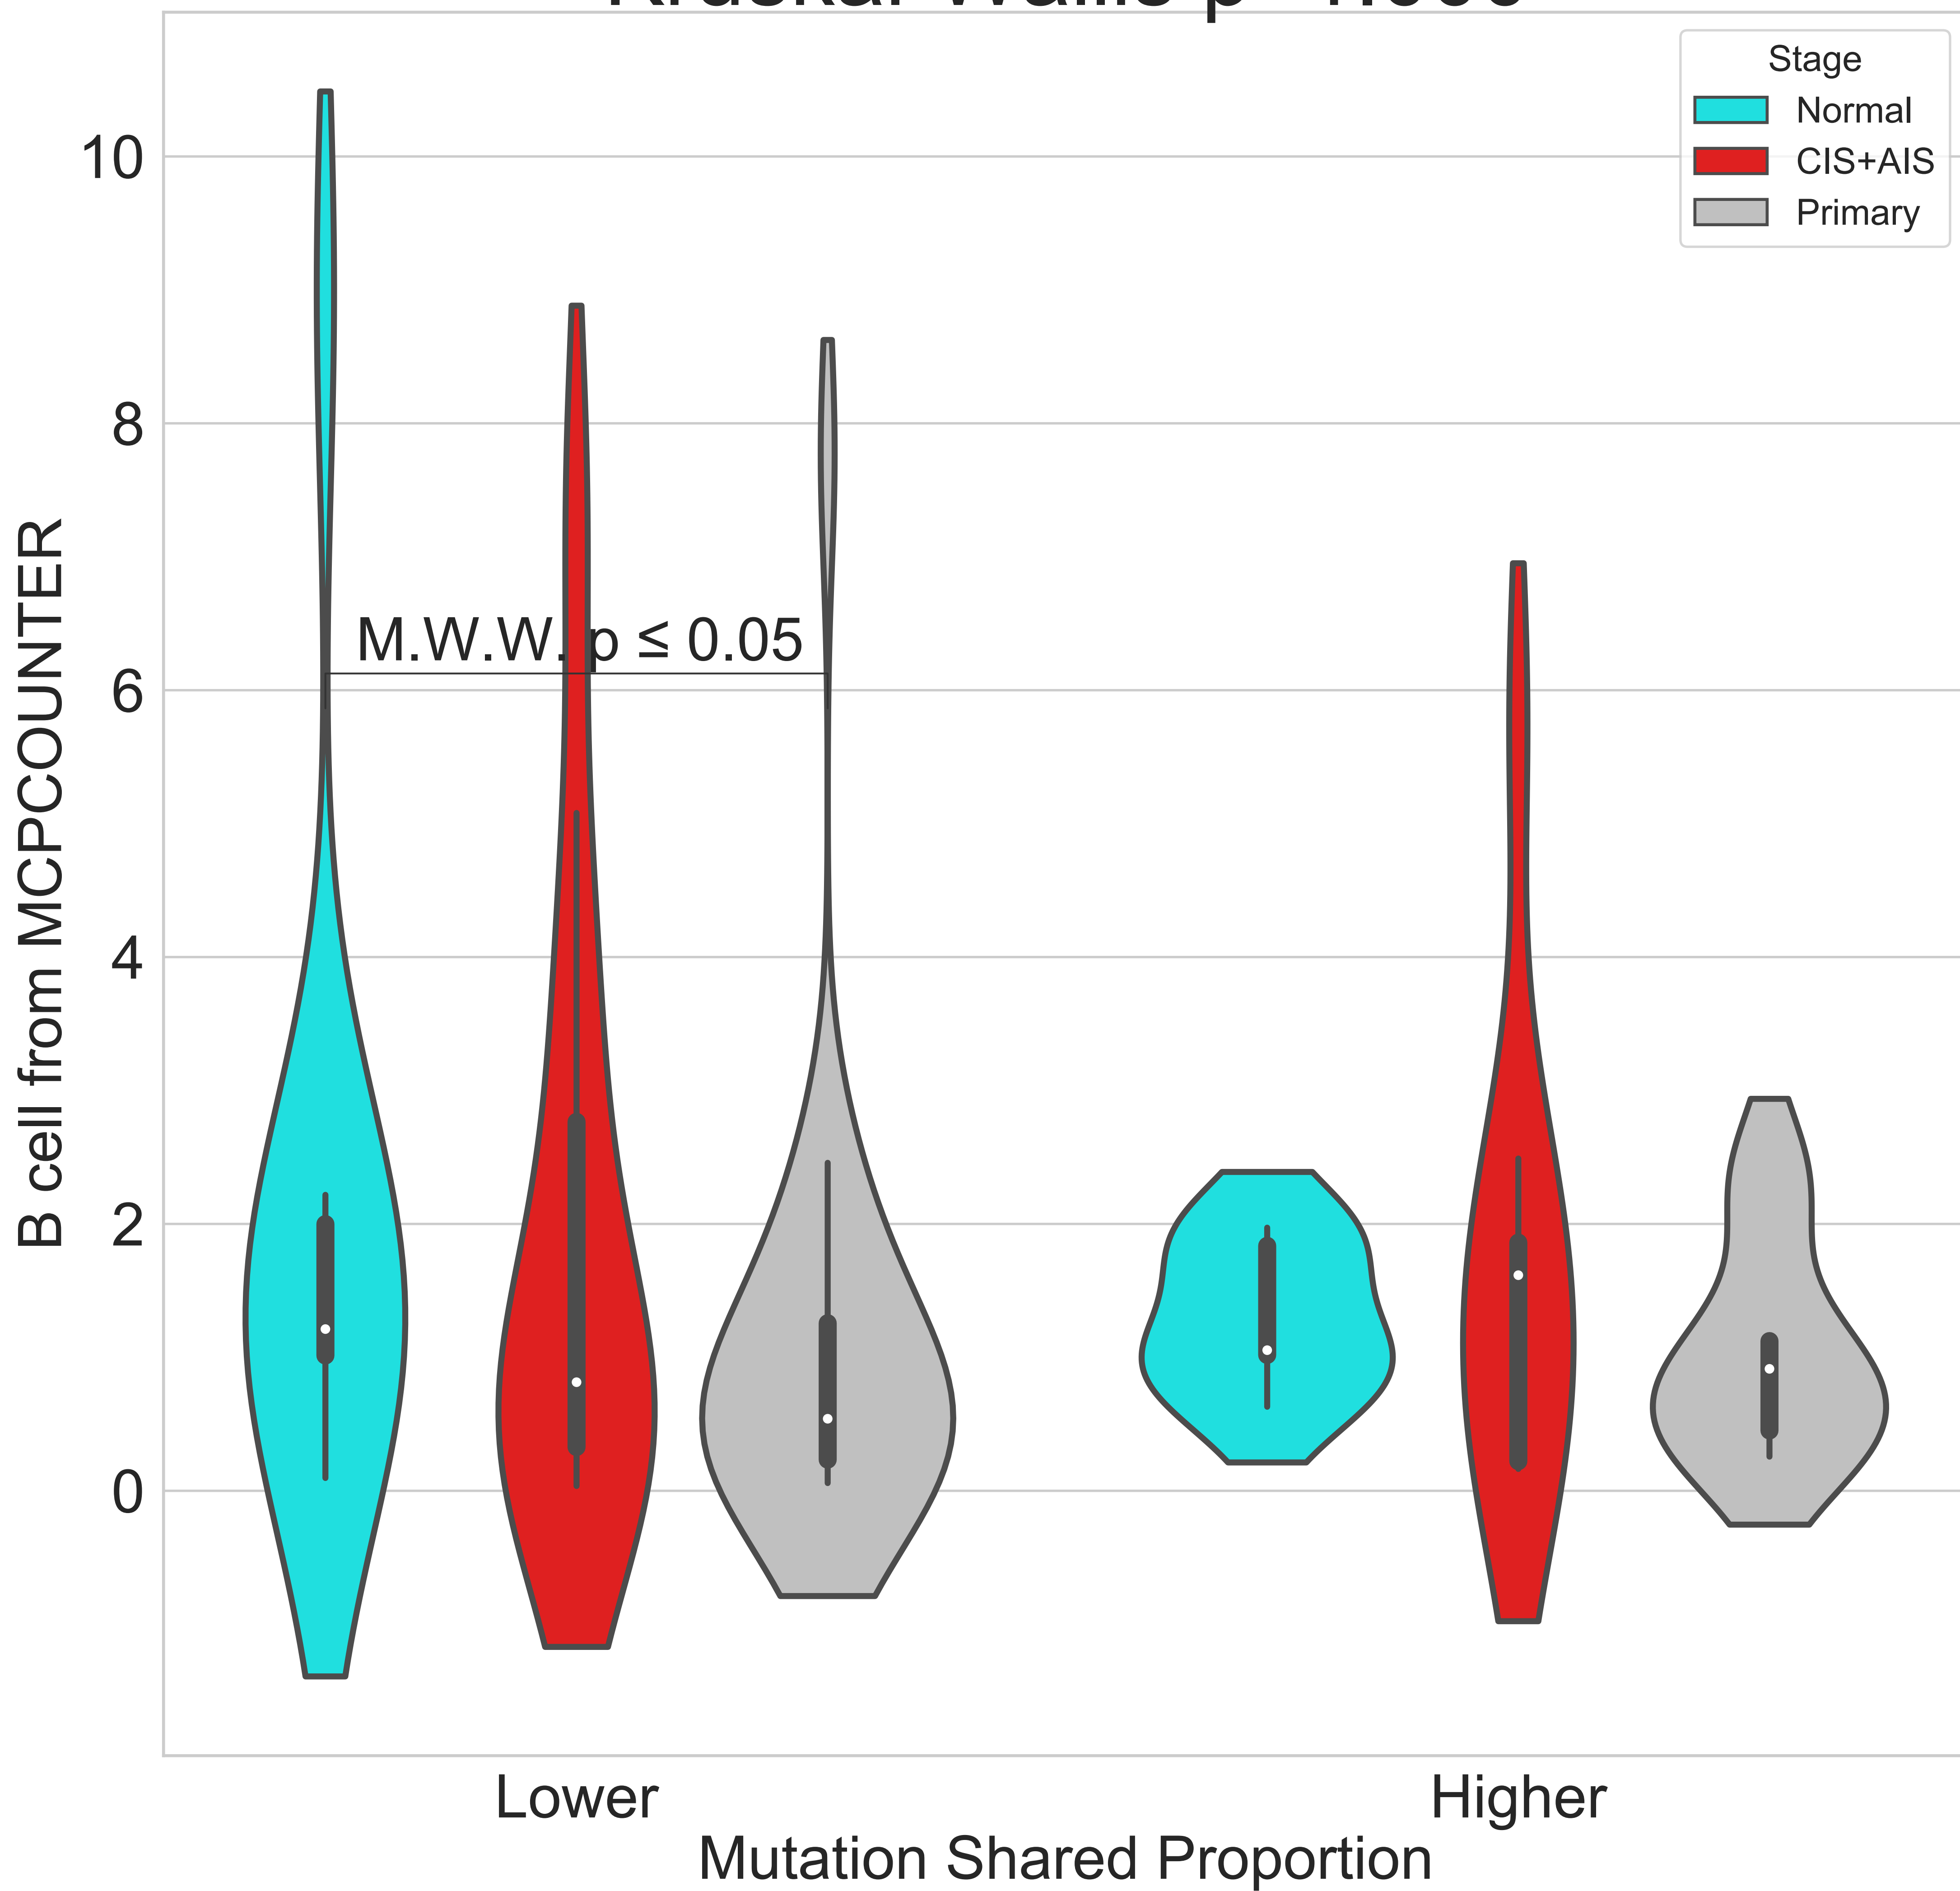 Stage
Normal
CIS+AIS
Primary
10
8
6
4
2
0
B cell from MCPCOUNTER
M.W.W. p ≤ 0.05
Lower
Higher
Mutation Shared Proportion